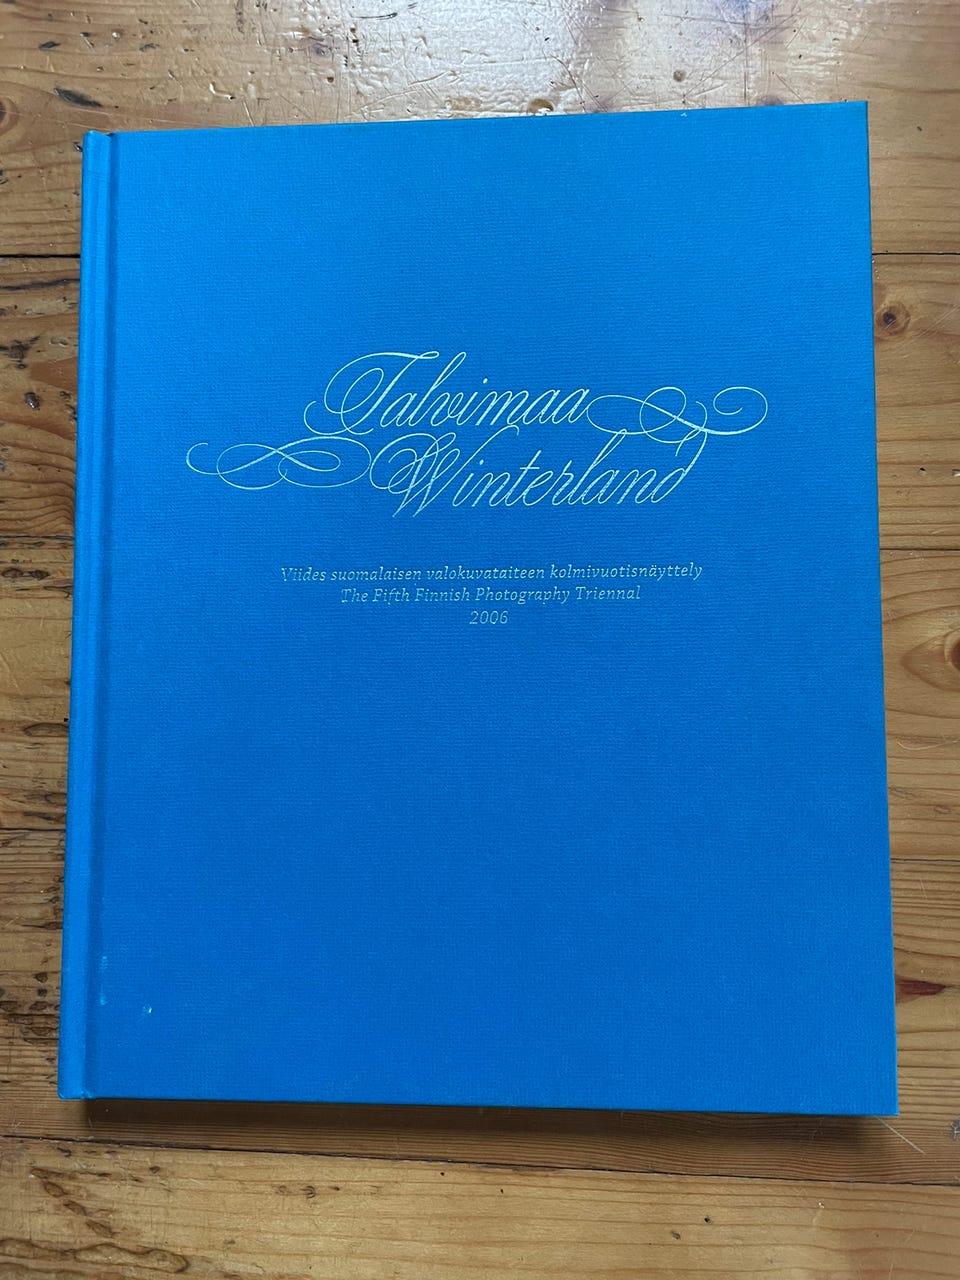 Talvimaa
Winterland
Viides suomalaisen valokuvataiteen kolmivuotisnäyttely
The Fifth Finnish Photography Triennal
2006